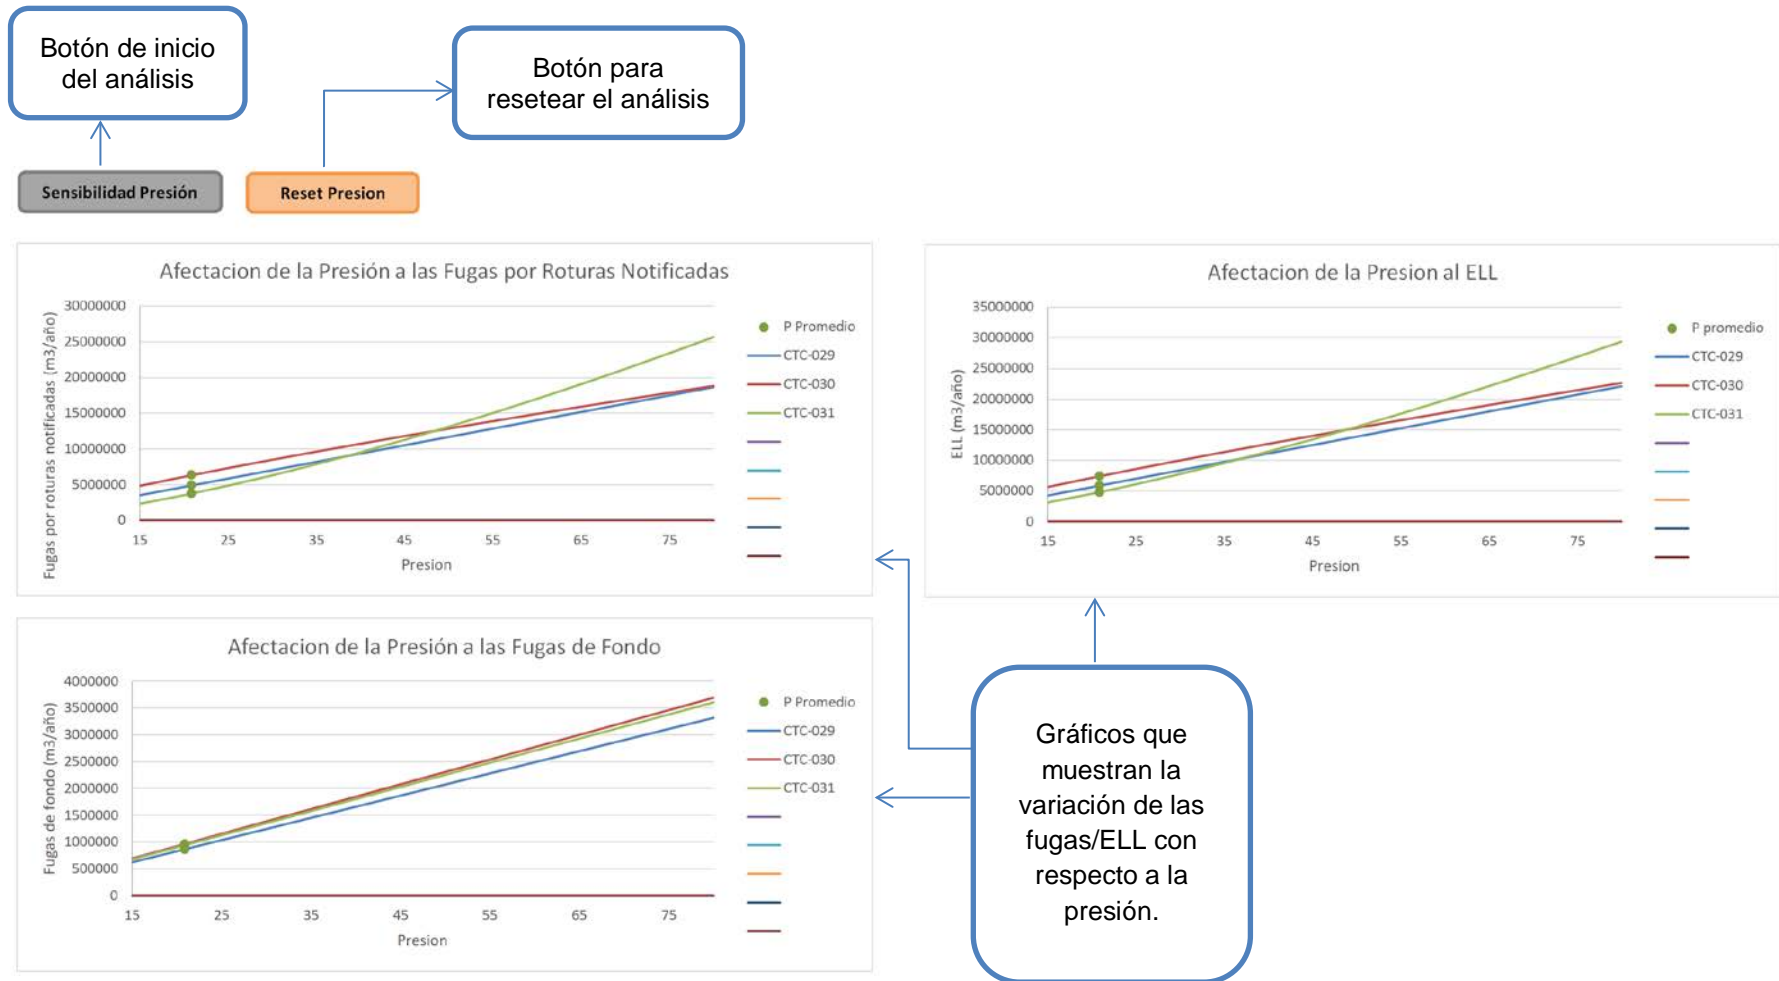 Botón de inicio
del análisis
Botón para
resetear el análisis
Sensibilidad Presión
Reset Presion
Afectacion de la Presión a las Fugas por Roturas Notificadas
Fugas por roturas notificadas (m3/año)
30000000
25000000
20000000
15000000
10000000
5000000
0
15 25 35 45 55 65 75
Presion
P Promedio
CTC-029
CTC-030
CTC-031
Afectacion de la Presion al ELL
ELL (m3/año)
35000000
30000000
25000000
20000000
15000000
10000000
5000000
0
15 25 35 45 55 65 75
Presion
P promedio
CTC-029
CTC-030
CTC-031
Afectacion de la Presión a las Fugas de Fondo
Fugas de fondo (m3/año)
4000000
3500000
3000000
2500000
2000000
1500000
1000000
500000
0
15 25 35 45 55 65 75
Presion
P Promedio
CTC-029
CTC-030
CTC-031
Gráficos que
muestran la
variación de las
fugas/ELL con
respecto a la
presión.